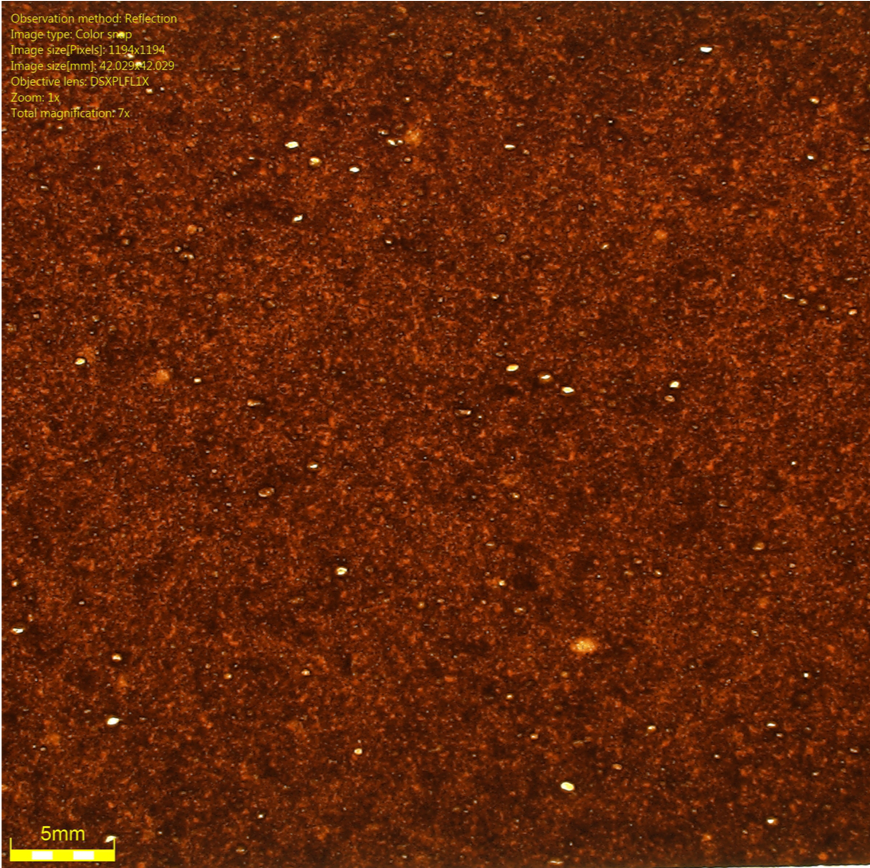 Observation method: Reflection
Image type: Color snap
Image size[Pixels]: 1194x1194
Image size[mm]: 42.029x42.029
Objective lens: DSXPLFL1X
Zoom: 1x
Total magnification: 7x
5mm